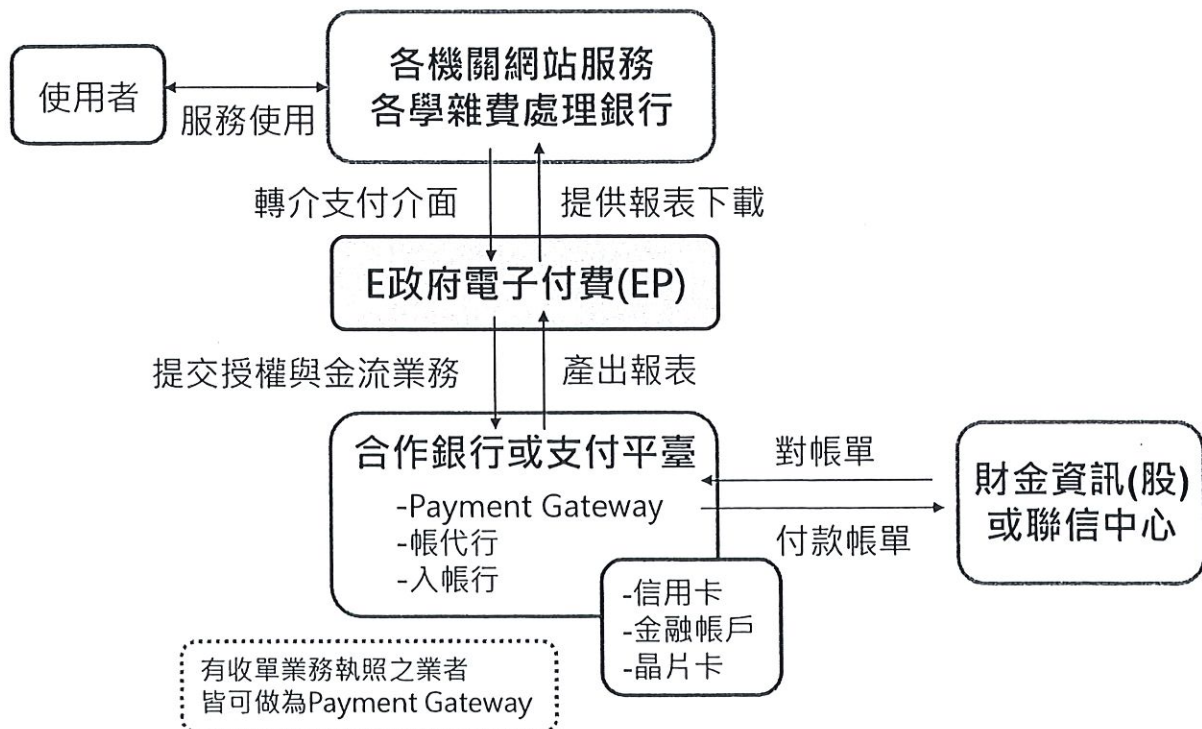 使用者
服務使用
各機關網站服務
各學雜費處理銀行
轉介支付介面
提供報表下載
E政府電子付費(EP)
提交授權與金流業務
產出報表
合作銀行或支付平臺
-Payment Gateway
-帳代行
-入帳行
對帳單
付款帳單
財金資訊(股)
或聯信中心
-信用卡
-金融帳戶
-晶片卡
有收單業務執照之業者
皆可做為Payment Gateway